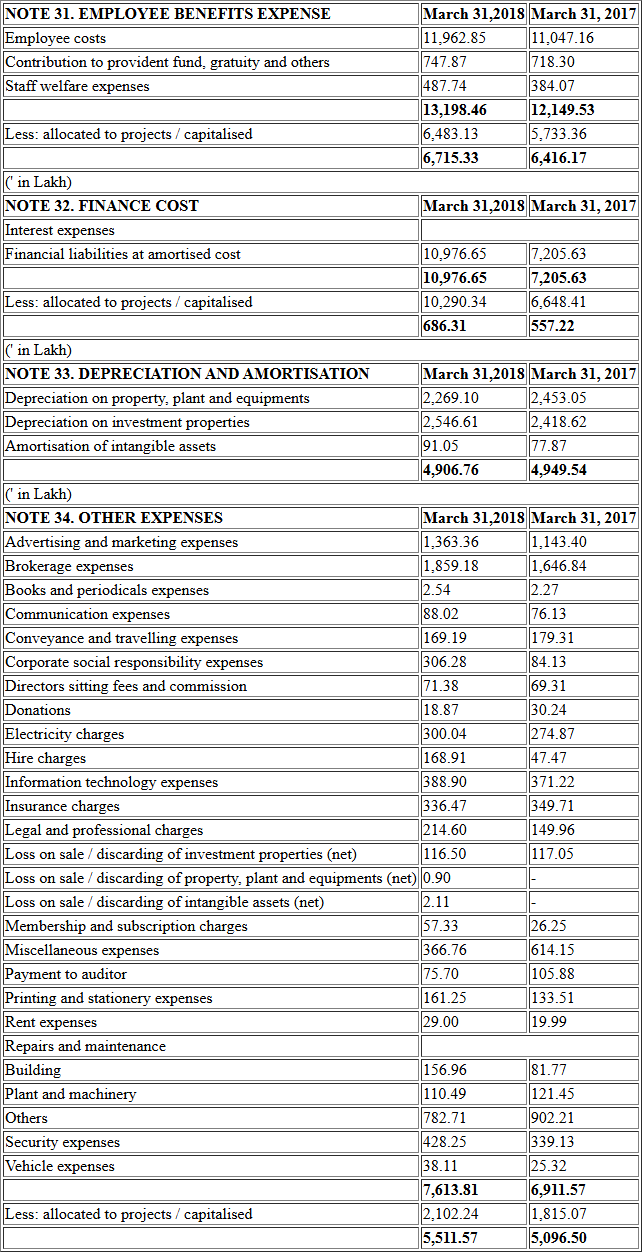 NOTE 31. EMPLOYEE BENEFITS EXPENSE March 31,2018 March 31, 2017
Employee costs 11,962.85 11,047.16
Contribution to provident fund, gratuity and others 747.87 718.30
Staff welfare expenses 487.74 384.07
13,198.46 12,149.53
Less: allocated to projects / capitalised 6,483.13 5,733.36
6,715.33 6,416.17
(' in Lakh)
NOTE 32. FINANCE COST March 31,2018 March 31, 2017
Interest expenses
Financial liabilities at amortised cost 10,976.65 7,205.63
10,976.65 7,205.63
Less: allocated to projects / capitalised 10,290.34 6,648.41
686.31 557.22
(' in Lakh)
NOTE 33. DEPRECIATION AND AMORTISATION March 31,2018 March 31, 2017
Depreciation on property, plant and equipments 2,269.10 2,453.05
Depreciation on investment properties 2,546.61 2,418.62
Amortisation of intangible assets 91.05 77.87
4,906.76 4,949.54
(' in Lakh)
NOTE 34. OTHER EXPENSES March 31,2018 March 31, 2017
Advertising and marketing expenses 1,363.36 1,143.40
Brokerage expenses 1,859.18 1,646.84
Books and periodicals expenses 2.54 2.27
Communication expenses 88.02 76.13
Conveyance and travelling expenses 169.19 179.31
Corporate social responsibility expenses 306.28 84.13
Directors sitting fees and commission 71.38 69.31
Donations 18.87 30.24
Electricity charges 300.04 274.87
Hire charges 168.91 47.47
Information technology expenses 388.90 371.22
Insurance charges 336.47 349.71
Legal and professional charges 214.60 149.96
Loss on sale / discarding of investment properties (net) 116.50 117.05
Loss on sale / discarding of property, plant and equipments (net) 0.90 -
Loss on sale / discarding of intangible assets (net) 2.11 -
Membership and subscription charges 57.33 26.25
Miscellaneous expenses 366.76 614.15
Payment to auditor 75.70 105.88
Printing and stationery expenses 161.25 133.51
Rent expenses 29.00 19.99
Repairs and maintenance
Building 156.96 81.77
Plant and machinery 110.49 121.45
Others 782.71 902.21
Security expenses 428.25 339.13
Vehicle expenses 38.11 25.32
7,613.81 6,911.57
Less: allocated to projects / capitalised 2,102.24 1,815.07
5,511.57 5,096.50